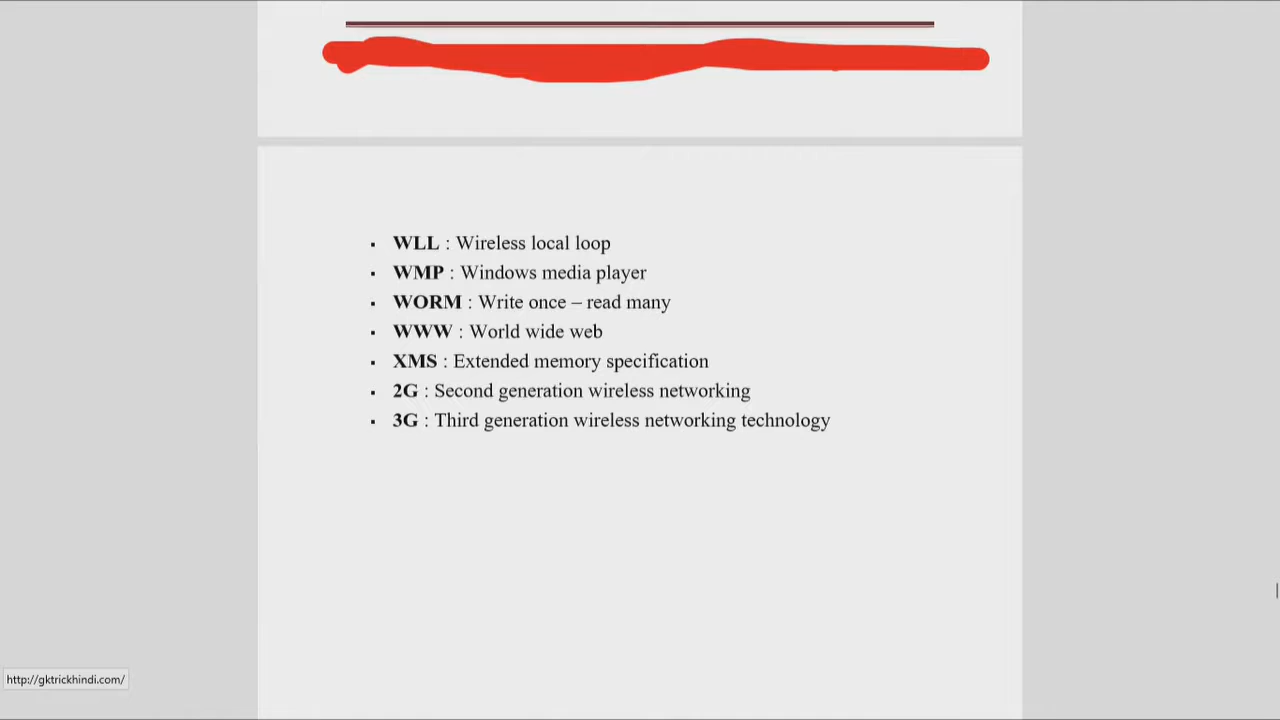 ▪ WLL : Wireless local loop
▪ WMP : Windows media player
▪ WORM : Write once – read many
▪ WWW : World wide web
▪ XMS : Extended memory specification
▪ 2G : Second generation wireless networking
▪ 3G : Third generation wireless networking technology
http://gktrickhindi.com/